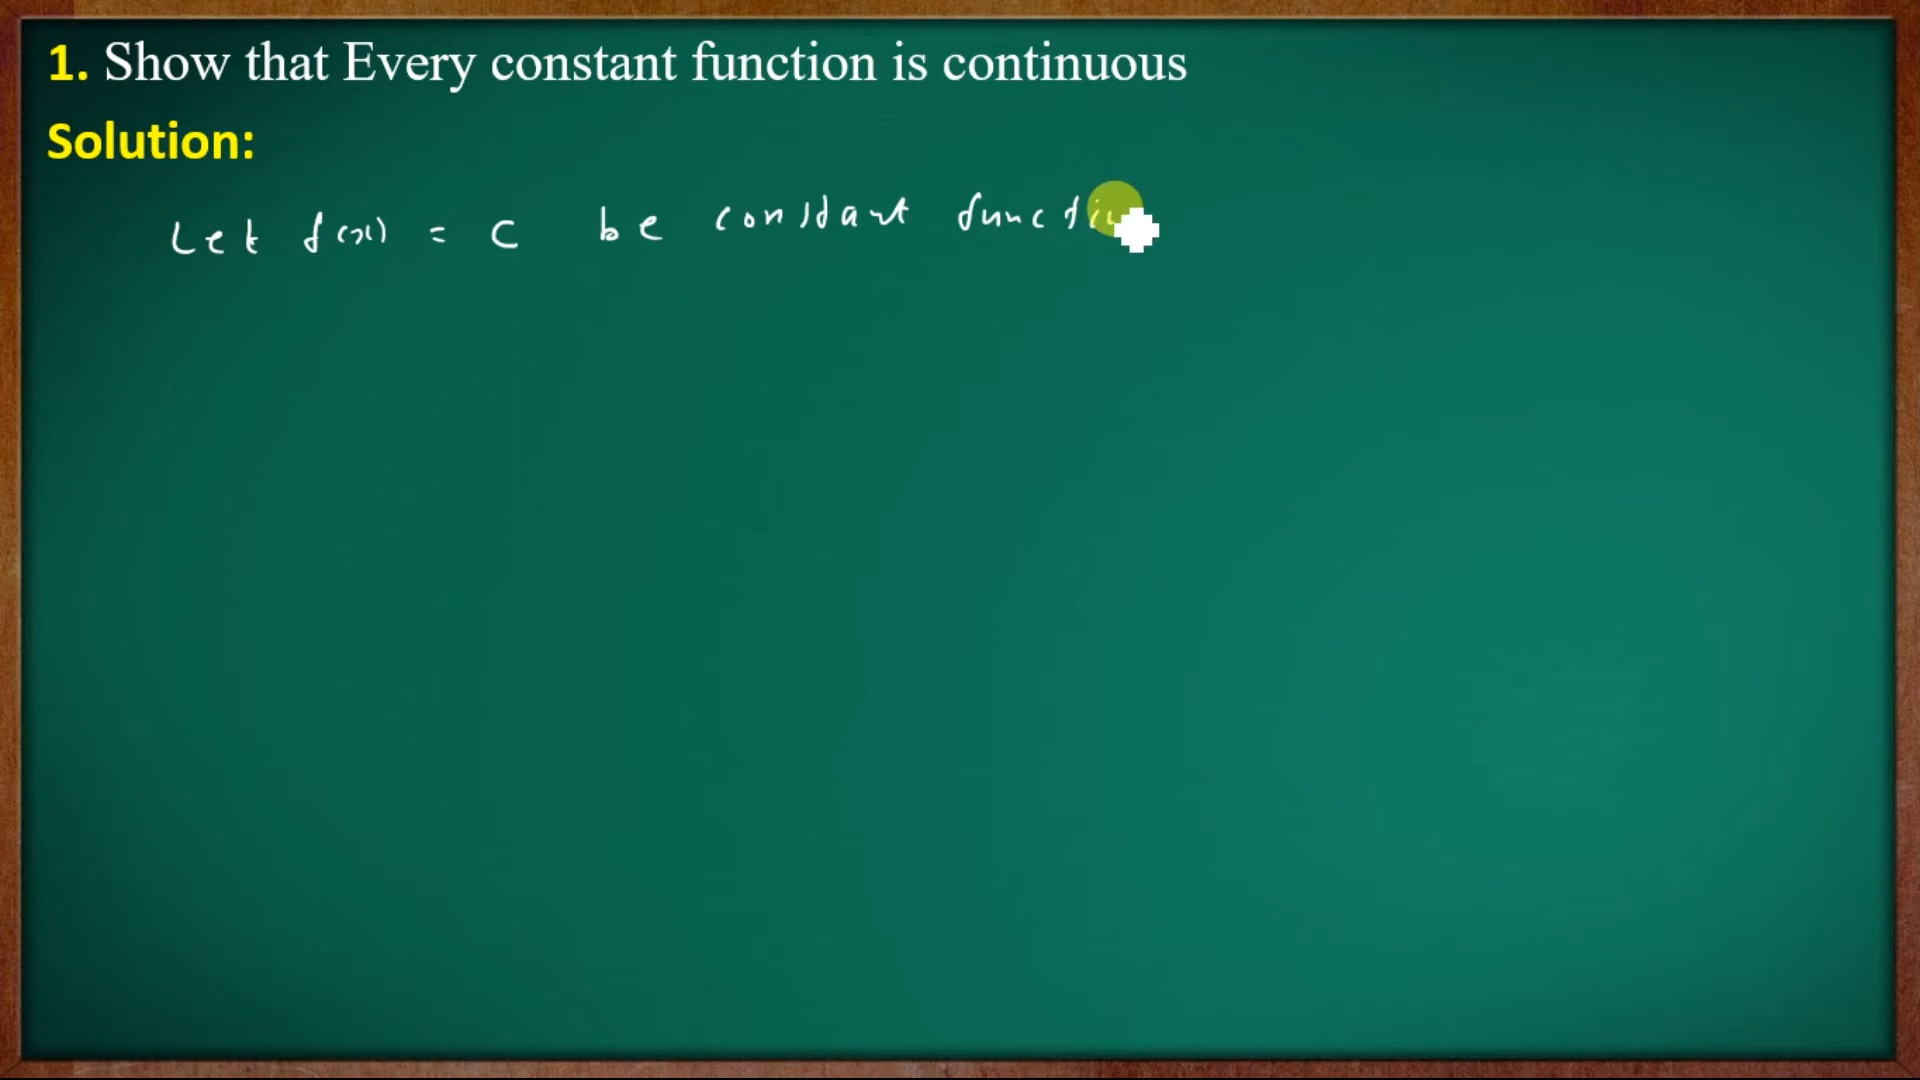 1. Show that Every constant function is continuous
Solution:
Let f(x) = c be constant